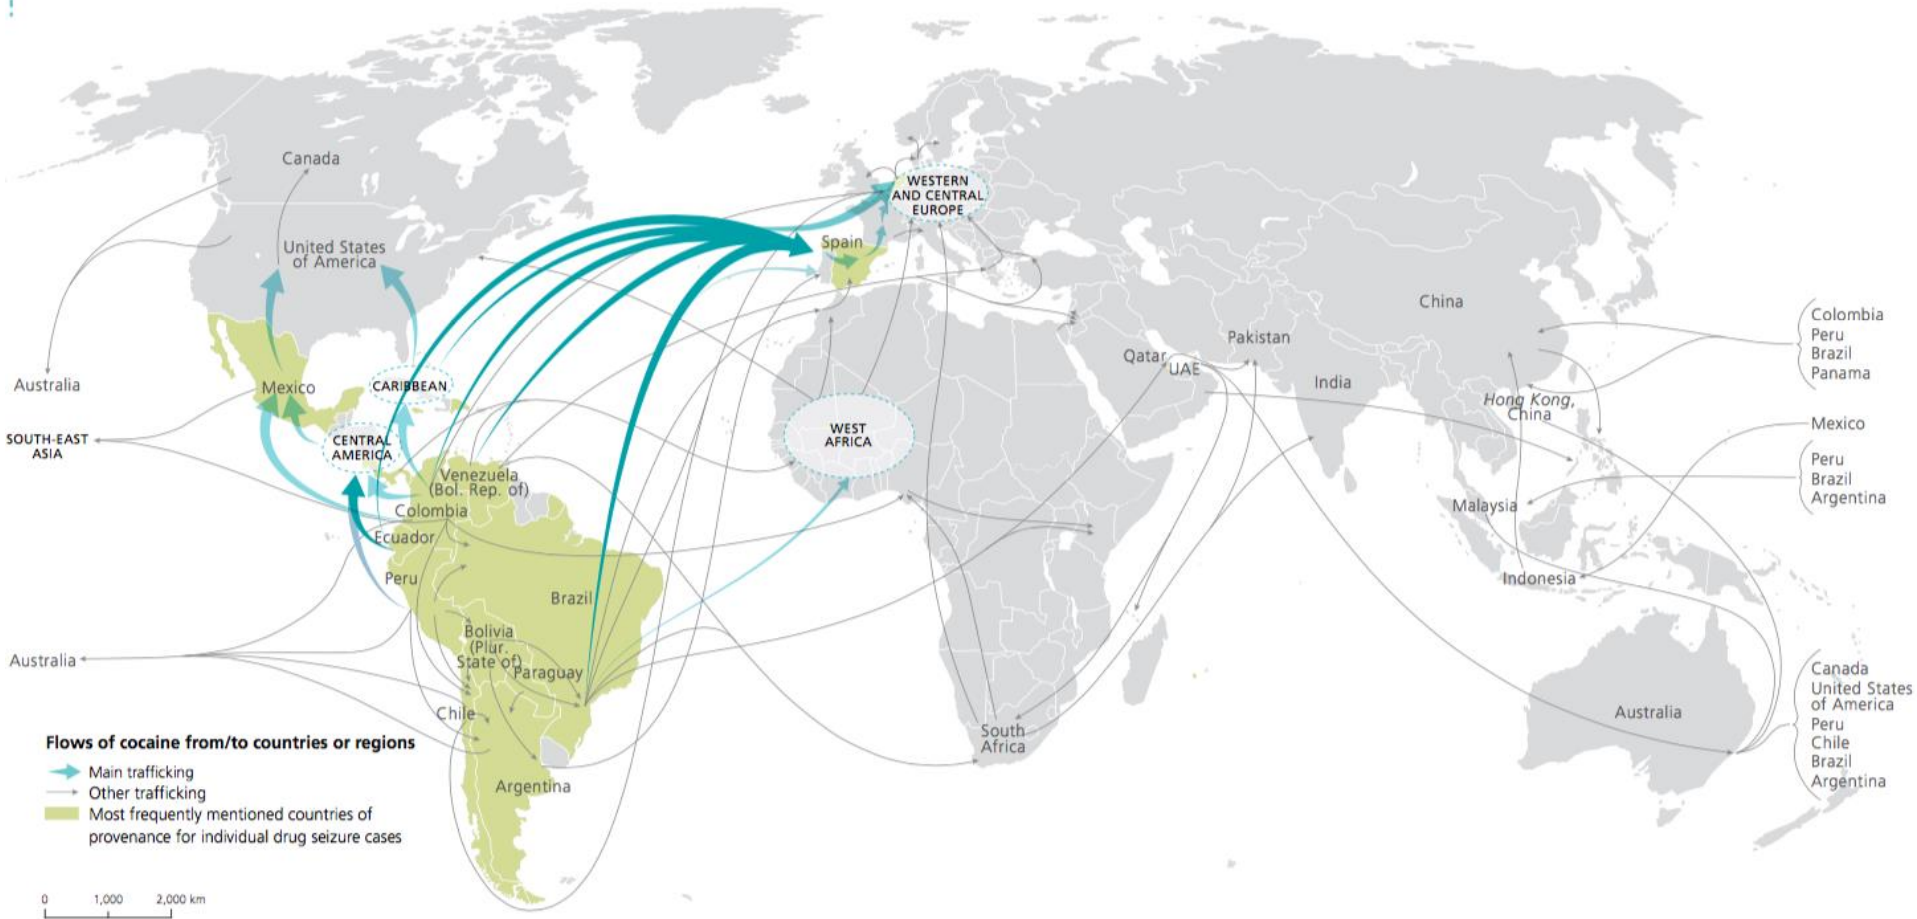 Canada
United States
of America
Australia
Mexico
CARIBBEAN
SOUTH-EAST
ASIA
CENTRAL
AMERICA
Venezuela
(Bol. Rep. of)
Colombia
Ecuador
Peru
Brazil
Bolivia
(Plur.
State of)
Paraguay
Australia
Chile
Argentina
WESTERN
AND CENTRAL
EUROPE
Spain
WEST
AFRICA
South
Africa
Qatar
UAE
Pakistan
India
China
Hong Kong,
China
Malaysia
Indonesia
Australia
Colombia
Peru
Brazil
Panama
Mexico
Peru
Brazil
Argentina
Canada
United States
of America
Peru
Chile
Brazil
Argentina
Flows of cocaine from/to countries or regions
Main trafficking
Other trafficking
Most frequently mentioned countries of
provenance for individual drug seizure cases
0 1,000 2,000 km